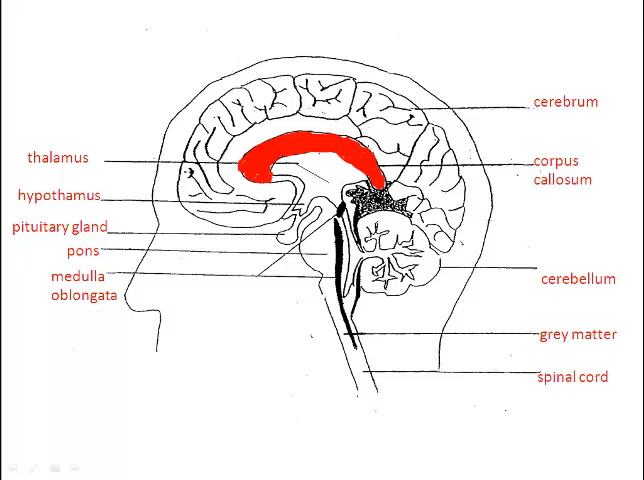 cerebrum
thalamus
corpus
callosum
hypothamus
pituitary gland
pons
medulla
oblongata
cerebellum
grey matter
spinal cord